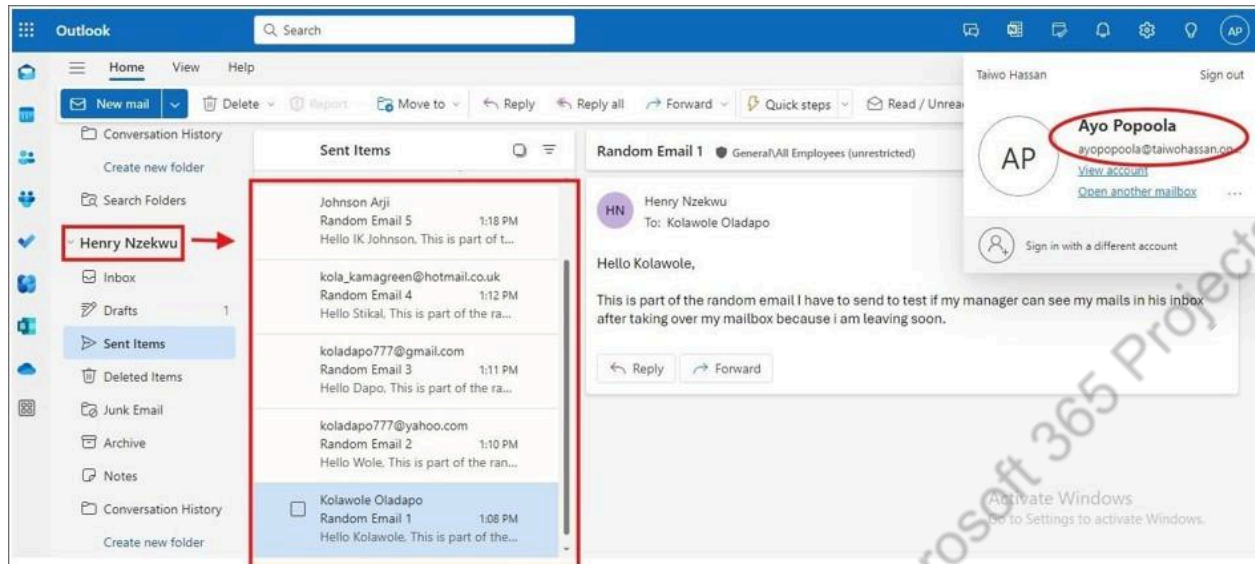 Outlook
Search
AP
Home View Help
New mail Delete Report Move to Reply Reply all Forward Quick steps Read / Unrea
Taiwo Hassan Sign out
AP
Ayo Popoola
ayopopoola@taiwohassan.on...
View account
Open another mailbox ...
Sign in with a different account
Conversation History
Create new folder
Search Folders
Henry Nzekwu
Inbox
Drafts 1
Sent Items
Deleted Items
Junk Email
Archive
Notes
Conversation History
Create new folder
Sent Items
Johnson Arji
Random Email 5 1:18 PM
Hello IK Johnson, This is part of t...
kola_kamagreen@hotmail.co.uk
Random Email 4 1:12 PM
Hello Stikal, This is part of the ra...
koladapo777@gmail.com
Random Email 3 1:11 PM
Hello Dapo, This is part of the ra...
koladapo777@yahoo.com
Random Email 2 1:10 PM
Hello Wole, This is part of the ran...
Kolawole Oladapo
Random Email 1 1:08 PM
Hello Kolawole, This is part of the...
Random Email 1 General\All Employees (unrestricted)
HN
Henry Nzekwu
To: Kolawole Oladapo
Hello Kolawole,
This is part of the random email I have to send to test if my manager can see my mails in his inbox
after taking over my mailbox because i am leaving soon.
Reply Forward
Activate Windows
Go to Settings to activate Windows.
rosoft 365 Projects